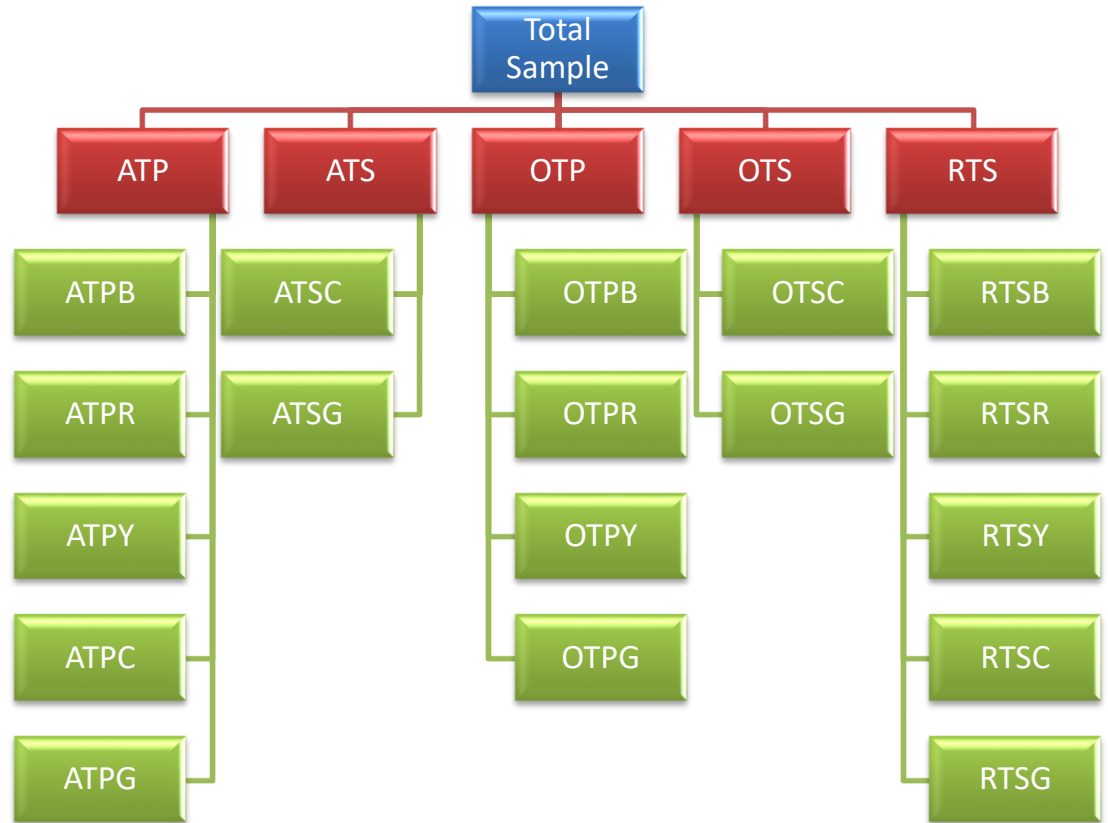 Total
Sample
ATP
ATS
OTP
OTS
RTS
ATPB
ATSC
OTPB
OTSC
RTSB
ATPR
ATSG
OTPR
OTSG
RTSR
ATPY
OTPY
RTSY
ATPC
OTPG
RTSC
ATPG
RTSG